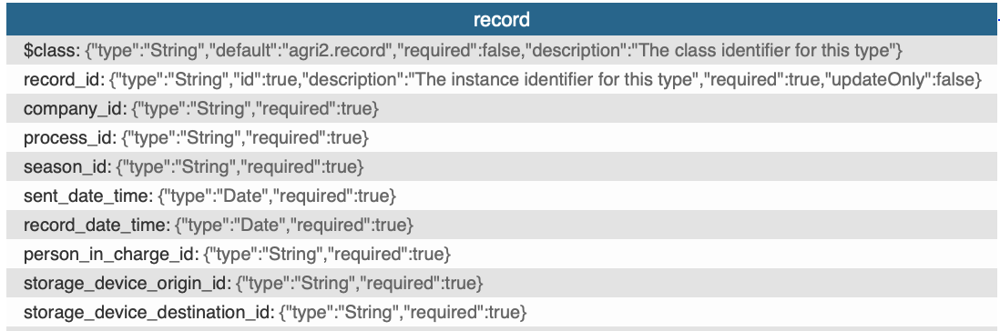 record
$class: {"type":"String","default":"agri2.record","required":false,"description":"The class identifier for this type"}
record_id: {"type":"String","id":true,"description":"The instance identifier for this type","required":true,"updateOnly":false}
company_id: {"type":"String","required":true}
process_id: {"type":"String","required":true}
season_id: {"type":"String","required":true}
sent_date_time: {"type":"Date","required":true}
record_date_time: {"type":"Date","required":true}
person_in_charge_id: {"type":"String","required":true}
storage_device_origin_id: {"type":"String","required":true}
storage_device_destination_id: {"type":"String","required":true}